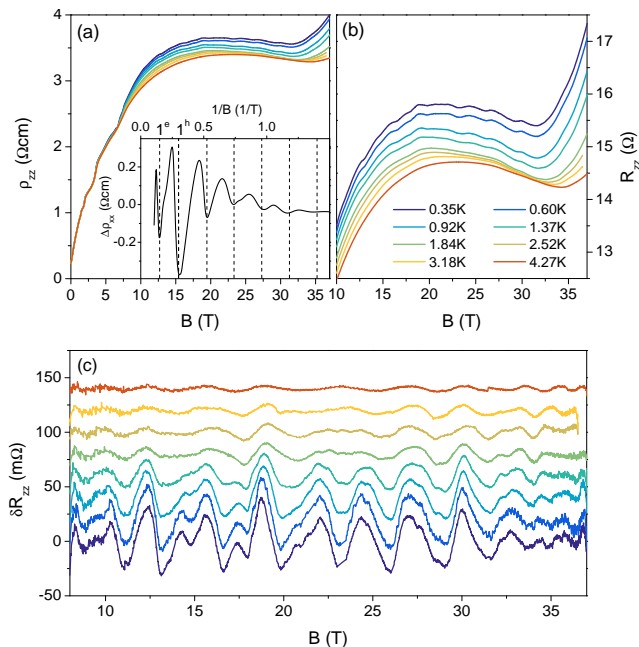 (a)
4
3
2
1
0
ρzz (Ωcm)
0 5 10 15 20 25 30 35
B (T)
1/B (1/T)
0.0 1ᵉ 1ʰ 0.5 1.0
0.2
0.0
-0.2
Δρxx (Ωcm)
(b)
17
16
15
14
13
Rzz (Ω)
0.35K 0.60K
0.92K 1.37K
1.84K 2.52K
3.18K 4.27K
10 15 20 25 30 35
B (T)
(c)
150
100
50
0
-50
δRzz (mΩ)
10 15 20 25 30 35
B (T)